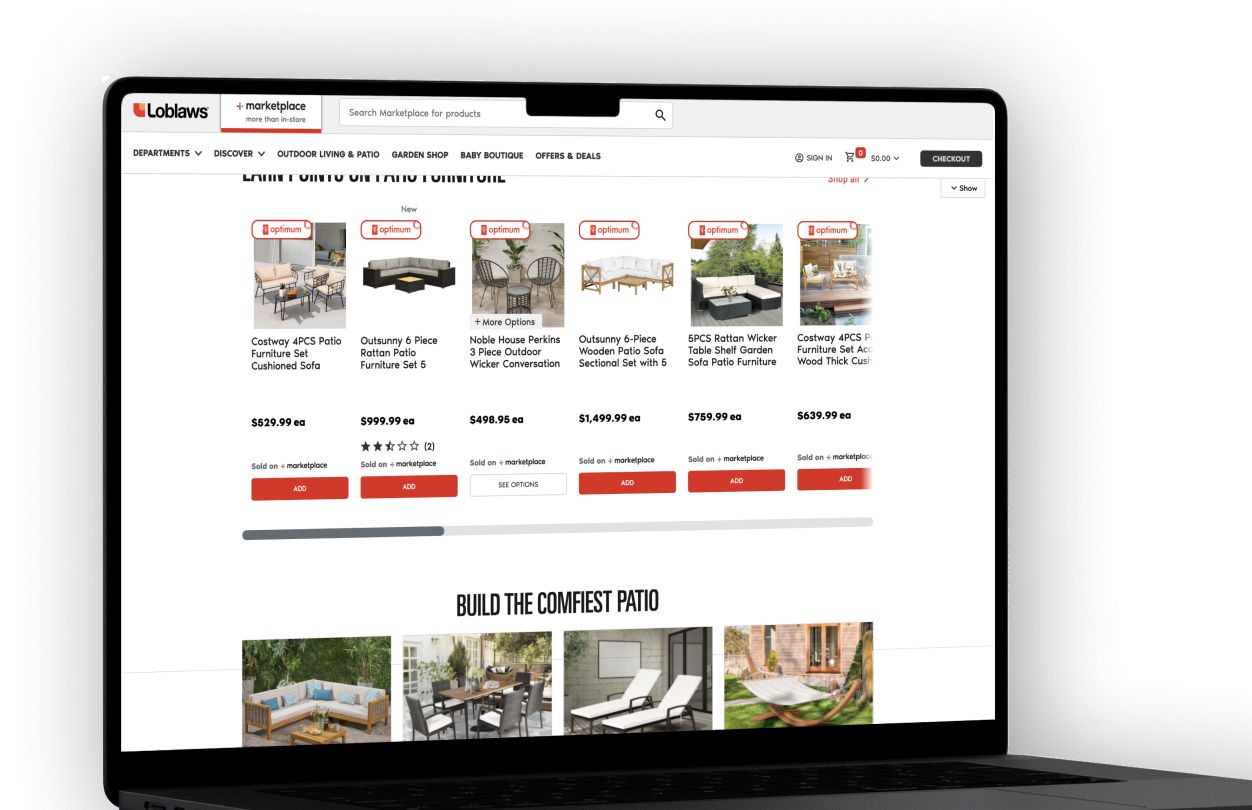 Loblaws
+ marketplace
more than in-store
Search Marketplace for products
DEPARTMENTS
DISCOVER
OUTDOOR LIVING & PATIO
GARDEN SHOP
BABY BOUTIQUE
OFFERS & DEALS
SIGN IN
0
$0.00
CHECKOUT
EARN POINTS ON PATIO FURNITURE
Shop all
Show
New
optimum
optimum
optimum
optimum
optimum
optimum
+ More Options
Costway 4PCS Patio
Furniture Set
Cushioned Sofa
$529.99 ea
Sold on + marketplace
ADD
Outsunny 6 Piece
Rattan Patio
Furniture Set 5
$999.99 ea
(2)
Sold on + marketplace
ADD
Noble House Perkins
3 Piece Outdoor
Wicker Conversation
$498.95 ea
Sold on + marketplace
SEE OPTIONS
Outsunny 6-Piece
Wooden Patio Sofa
Sectional Set with 5
$1,499.99 ea
Sold on + marketplace
ADD
5PCS Rattan Wicker
Table Shelf Garden
Sofa Patio Furniture
$759.99 ea
Sold on + marketplace
ADD
Costway 4PCS P
Furniture Set Acc
Wood Thick Cush
$639.99 ea
Sold on + marketplace
ADD
BUILD THE COMFIEST PATIO